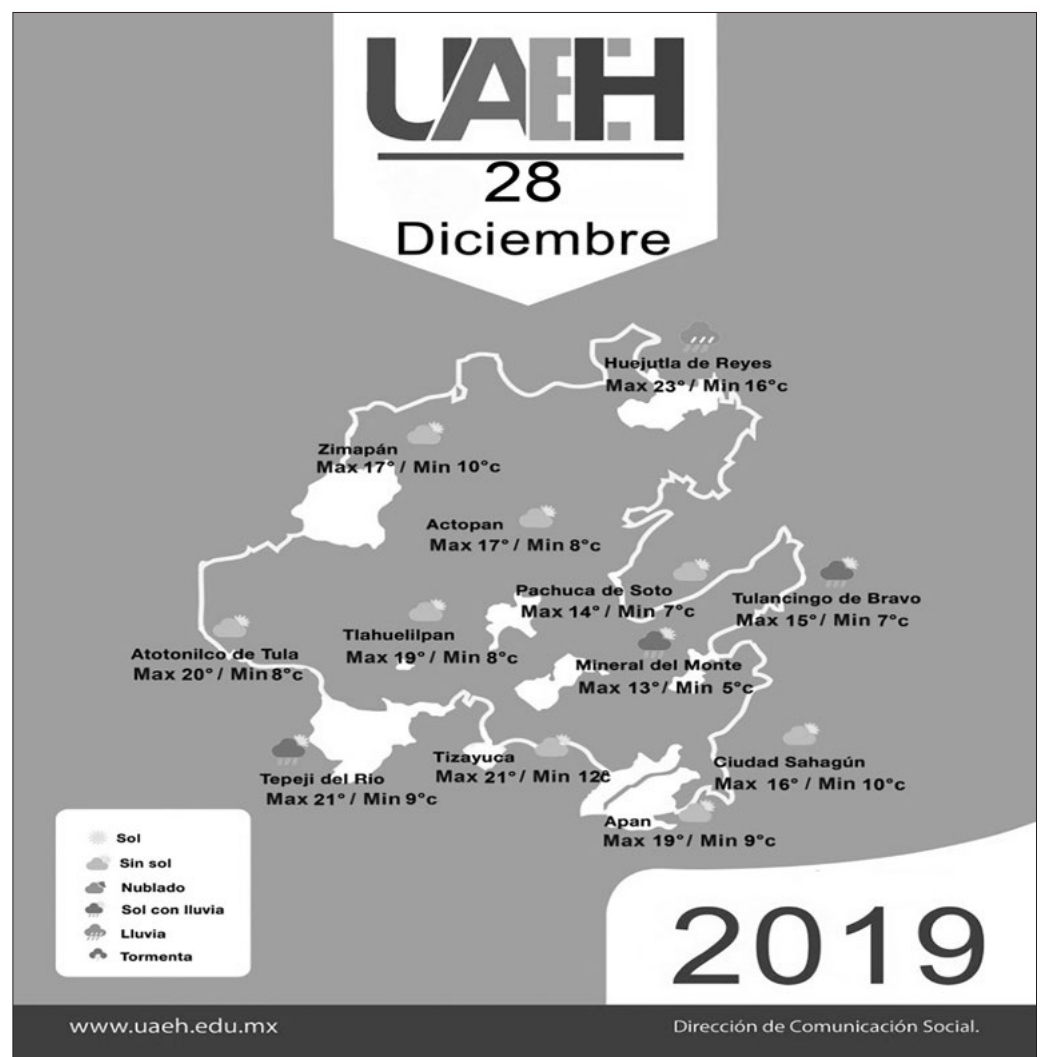 UAEH
28
Diciembre
Huejutla de Reyes
Max 23° / Min 16°c
Zimapán
Max 17° / Min 10°c
Actopan
Max 17° / Min 8°c
Pachuca de Soto
Max 14° / Min 7°c
Tulancingo de Bravo
Max 15° / Min 7°c
Tlahuelilpan
Max 19° / Min 8°c
Atotonilco de Tula
Max 20° / Min 8°c
Mineral del Monte
Max 13° / Min 5°c
Tizayuca
Max 21° / Min 12c
Ciudad Sahagún
Max 16° / Min 10°c
Tepeji del Rio
Max 21° / Min 9°c
Apan
Max 19° / Min 9°c
Sol
Sin sol
Nublado
Sol con lluvia
Lluvia
Tormenta
2019
www.uaeh.edu.mx
Dirección de Comunicación Social.